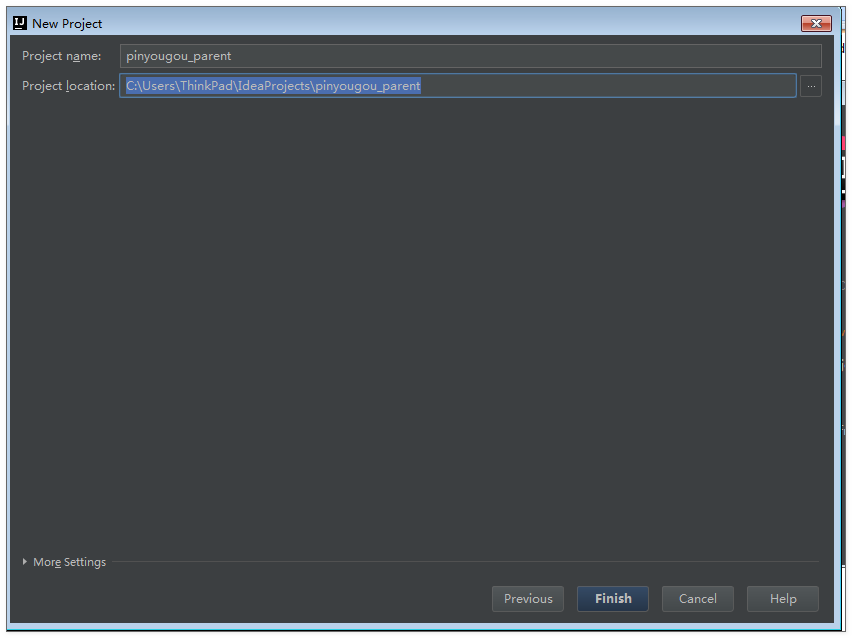 New Project
Project name: pinyougou_parent
Project location: C:\Users\ThinkPad\IdeaProjects\pinyougou_parent ...
More Settings
Previous Finish Cancel Help